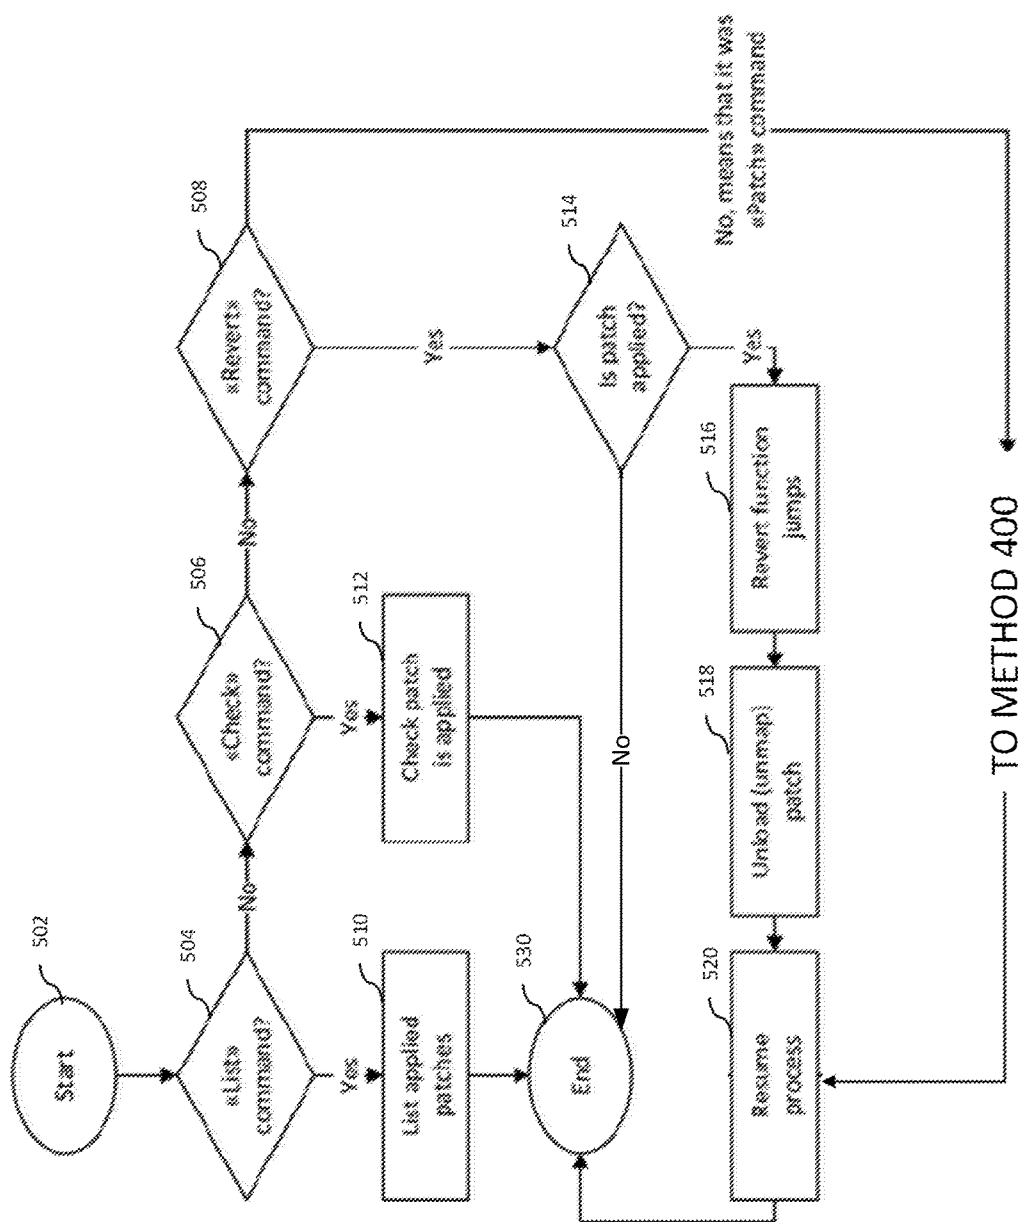 502
Start
504
«List»
command?
No
506
«Check»
command?
No
508
«Revert»
command?
No, means that it was
«Patch» command
Yes
510
List applied
patches
Yes
512
Check patch
is applied
Yes
514
Is patch
applied?
530
End
No
Yes
520
Resume
process
518
Unload (unmap)
patch
516
Revert function
jumps
TO METHOD 400